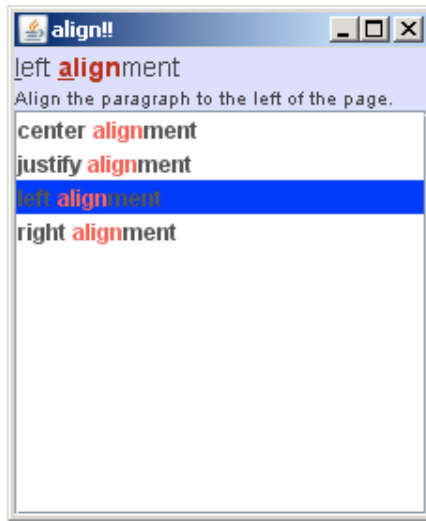 align!!
left alignment
Align the paragraph to the left of the page.
center alignment
justify alignment
left alignment
right alignment